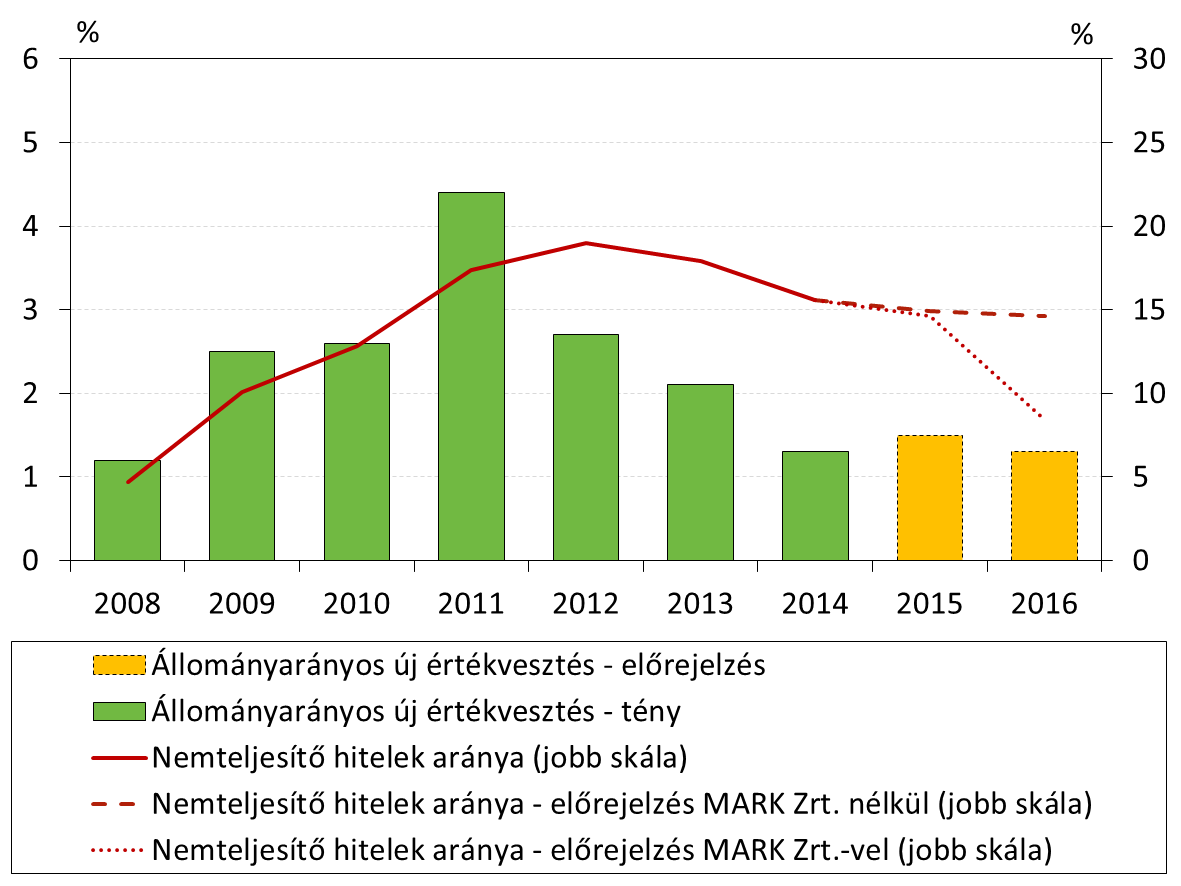 % %
6 30
5 25
4 20
3 15
2 10
1 5
0 0
2008 2009 2010 2011 2012 2013 2014 2015 2016
Állományarányos új értékvesztés - előrejelzés
Állományarányos új értékvesztés - tény
Nemteljesítő hitelek aránya (jobb skála)
Nemteljesítő hitelek aránya - előrejelzés MARK Zrt. nélkül (jobb skála)
Nemteljesítő hitelek aránya - előrejelzés MARK Zrt.-vel (jobb skála)